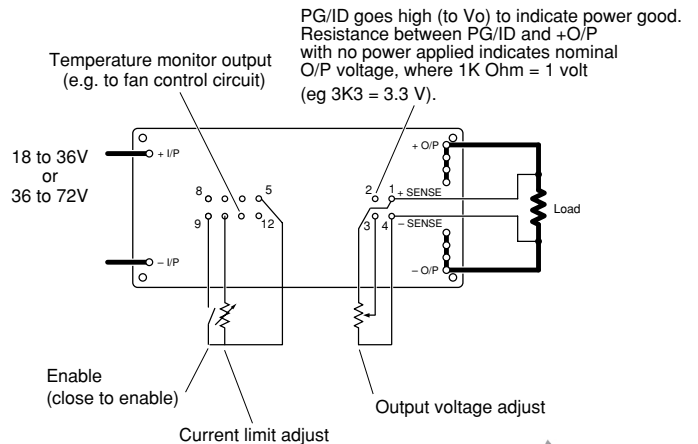 PG/ID goes high (to Vo) to indicate power good.
Resistance between PG/ID and +O/P
with no power applied indicates nominal
O/P voltage, where 1K Ohm = 1 volt
(eg 3K3 = 3.3 V).
Temperature monitor output
(e.g. to fan control circuit)
18 to 36V
or
36 to 72V
+ I/P
– I/P
8
5
9
12
2
1
3
4
+ SENSE
– SENSE
+ O/P
– O/P
Load
Enable
(close to enable)
Current limit adjust
Output voltage adjust